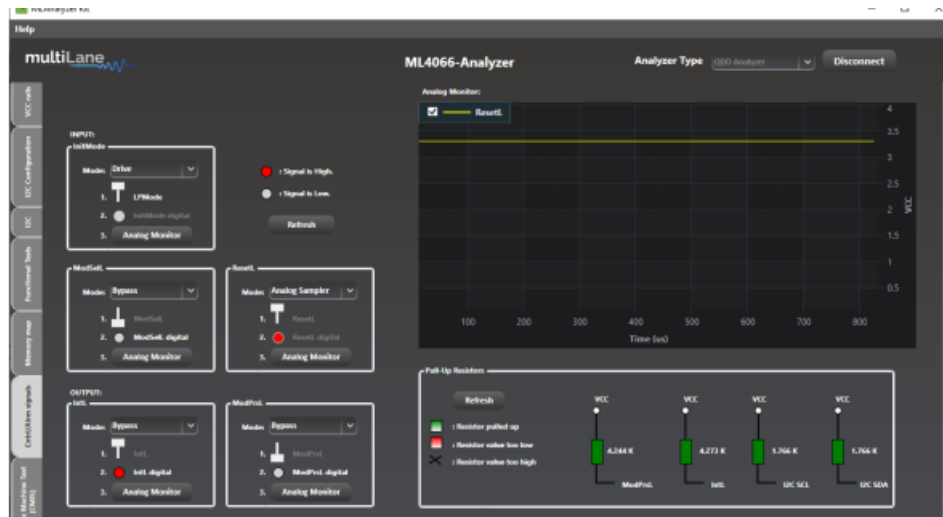 MLAnalyzer Kit
Help
multiLane
ML4066-Analyzer
Analyzer Type
QDD Analyzer
Disconnect
VCC rails
I2C Configuration
I2C
Functional Tests
Memory map
Cntrl/Alarm signals
Machine Test
(CMIS)
INPUT:
InitMode
Mode: Drive
1. LPMode
2. InitMode digital
3. Analog Monitor
: Signal is High.
: Signal is Low.
Refresh
ModSelL
Mode: Bypass
1. ModSelL
2. ModSelL digital
3. Analog Monitor
ResetL
Mode: Analog Sampler
1. ResetL
2. ResetL digital
3. Analog Monitor
OUTPUT:
IntL
Mode: Bypass
1. IntL
2. IntL digital
3. Analog Monitor
ModPrsL
Mode: Bypass
1. ModPrsL
2. ModPrsL digital
3. Analog Monitor
Analog Monitor:
ResetL
4
3.5
3
2.5
2
1.5
1
0.5
VCC
100 200 300 400 500 600 700 800
Time (us)
Pull-Up Resistors
Refresh
: Resistor pulled up
: Resistor value too low
: Resistor value too high
VCC VCC VCC VCC
4.244 K 4.273 K 1.766 K 1.766 K
ModPrsL IntL I2C SCL I2C SDA